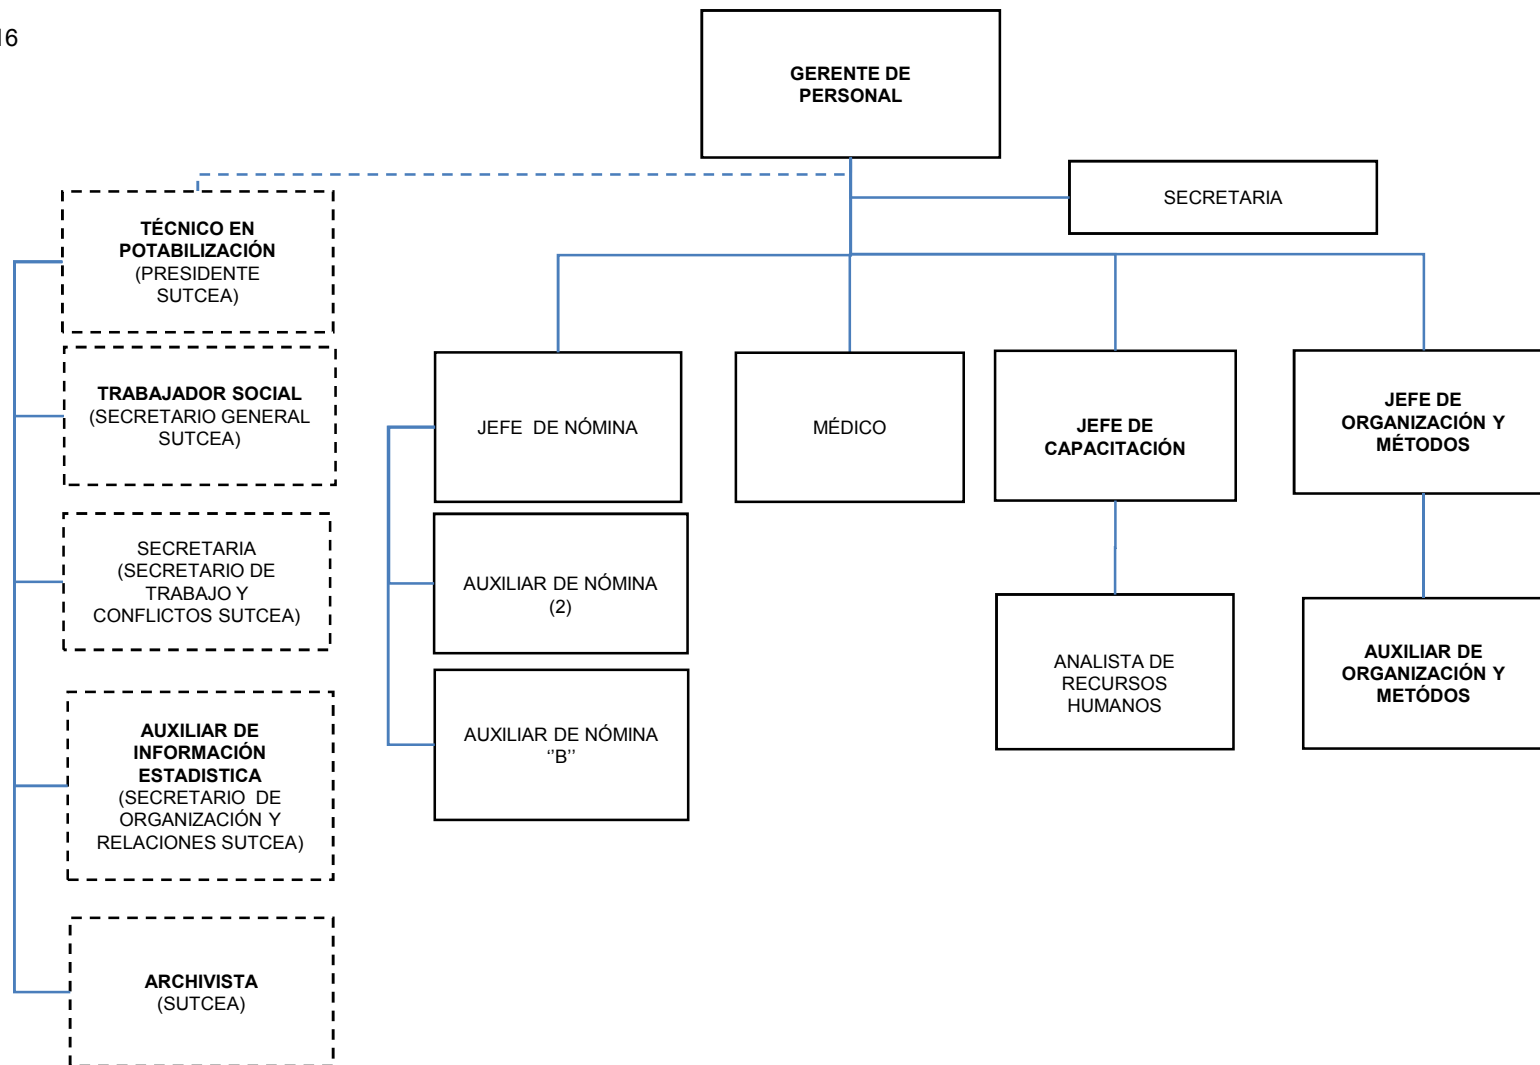 16
GERENTE DE
PERSONAL
SECRETARIA
TÉCNICO EN
POTABILIZACIÓN
(PRESIDENTE
SUTCEA)
TRABAJADOR SOCIAL
(SECRETARIO GENERAL
SUTCEA)
SECRETARIA
(SECRETARIO DE
TRABAJO Y
CONFLICTOS SUTCEA)
AUXILIAR DE
INFORMACIÓN
ESTADISTICA
(SECRETARIO DE
ORGANIZACIÓN Y
RELACIONES SUTCEA)
ARCHIVISTA
(SUTCEA)
JEFE DE NÓMINA
AUXILIAR DE NÓMINA
(2)
AUXILIAR DE NÓMINA
‘’B’’
MÉDICO
JEFE DE
CAPACITACIÓN
ANALISTA DE
RECURSOS
HUMANOS
JEFE DE
ORGANIZACIÓN Y
MÉTODOS
AUXILIAR DE
ORGANIZACIÓN Y
METÓDOS